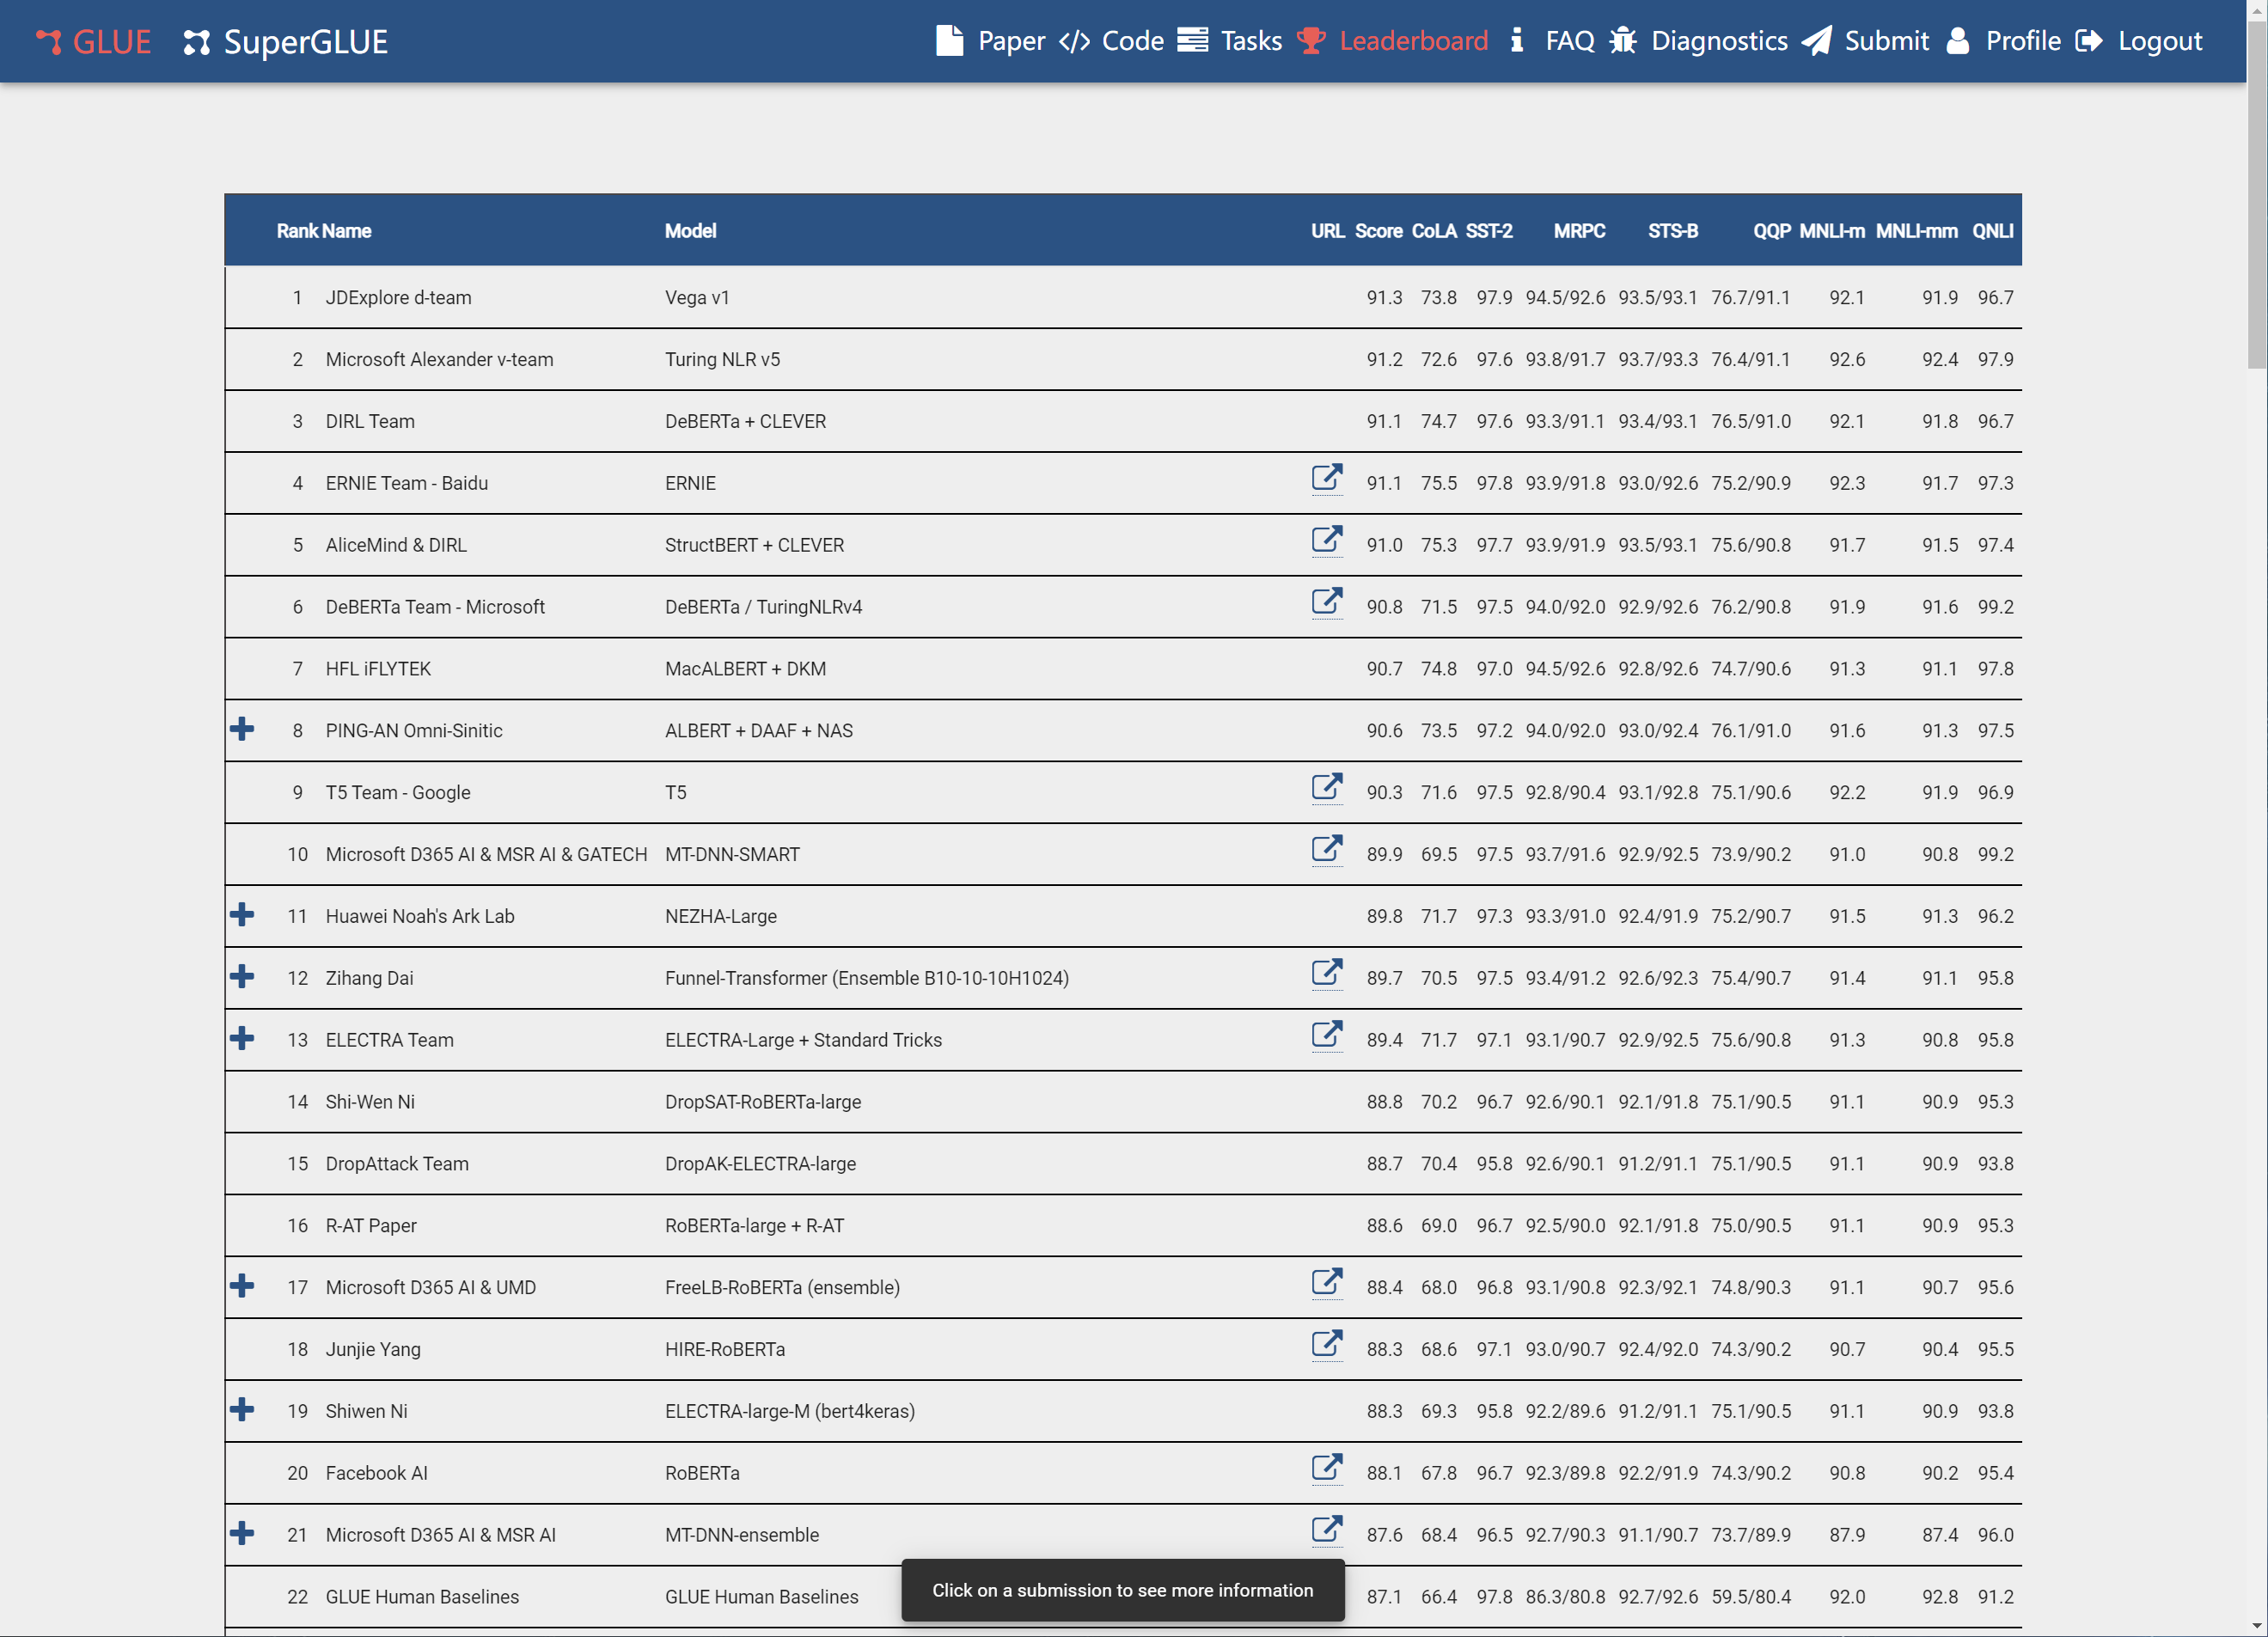 GLUE SuperGLUE Paper </> Code Tasks Leaderboard FAQ Diagnostics Submit Profile Logout
Rank Name Model URL Score CoLA SST-2 MRPC STS-B QQP MNLI-m MNLI-mm QNLI
1 JDExplore d-team Vega v1 91.3 73.8 97.9 94.5/92.6 93.5/93.1 76.7/91.1 92.1 91.9 96.7
2 Microsoft Alexander v-team Turing NLR v5 91.2 72.6 97.6 93.8/91.7 93.7/93.3 76.4/91.1 92.6 92.4 97.9
3 DIRL Team DeBERTa + CLEVER 91.1 74.7 97.6 93.3/91.1 93.4/93.1 76.5/91.0 92.1 91.8 96.7
4 ERNIE Team - Baidu ERNIE 91.1 75.5 97.8 93.9/91.8 93.0/92.6 75.2/90.9 92.3 91.7 97.3
5 AliceMind & DIRL StructBERT + CLEVER 91.0 75.3 97.7 93.9/91.9 93.5/93.1 75.6/90.8 91.7 91.5 97.4
6 DeBERTa Team - Microsoft DeBERTa / TuringNLRv4 90.8 71.5 97.5 94.0/92.0 92.9/92.6 76.2/90.8 91.9 91.6 99.2
7 HFL iFLYTEK MacALBERT + DKM 90.7 74.8 97.0 94.5/92.6 92.8/92.6 74.7/90.6 91.3 91.1 97.8
8 PING-AN Omni-Sinitic ALBERT + DAAF + NAS 90.6 73.5 97.2 94.0/92.0 93.0/92.4 76.1/91.0 91.6 91.3 97.5
9 T5 Team - Google T5 90.3 71.6 97.5 92.8/90.4 93.1/92.8 75.1/90.6 92.2 91.9 96.9
10 Microsoft D365 AI & MSR AI & GATECH MT-DNN-SMART 89.9 69.5 97.5 93.7/91.6 92.9/92.5 73.9/90.2 91.0 90.8 99.2
11 Huawei Noah's Ark Lab NEZHA-Large 89.8 71.7 97.3 93.3/91.0 92.4/91.9 75.2/90.7 91.5 91.3 96.2
12 Zihang Dai Funnel-Transformer (Ensemble B10-10-10H1024) 89.7 70.5 97.5 93.4/91.2 92.6/92.3 75.4/90.7 91.4 91.1 95.8
13 ELECTRA Team ELECTRA-Large + Standard Tricks 89.4 71.7 97.1 93.1/90.7 92.9/92.5 75.6/90.8 91.3 90.8 95.8
14 Shi-Wen Ni DropSAT-RoBERTa-large 88.8 70.2 96.7 92.6/90.1 92.1/91.8 75.1/90.5 91.1 90.9 95.3
15 DropAttack Team DropAK-ELECTRA-large 88.7 70.4 95.8 92.6/90.1 91.2/91.1 75.1/90.5 91.1 90.9 93.8
16 R-AT Paper RoBERTa-large + R-AT 88.6 69.0 96.7 92.5/90.0 92.1/91.8 75.0/90.5 91.1 90.9 95.3
17 Microsoft D365 AI & UMD FreeLB-RoBERTa (ensemble) 88.4 68.0 96.8 93.1/90.8 92.3/92.1 74.8/90.3 91.1 90.7 95.6
18 Junjie Yang HIRE-RoBERTa 88.3 68.6 97.1 93.0/90.7 92.4/92.0 74.3/90.2 90.7 90.4 95.5
19 Shiwen Ni ELECTRA-large-M (bert4keras) 88.3 69.3 95.8 92.2/89.6 91.2/91.1 75.1/90.5 91.1 90.9 93.8
20 Facebook AI RoBERTa 88.1 67.8 96.7 92.3/89.8 92.2/91.9 74.3/90.2 90.8 90.2 95.4
21 Microsoft D365 AI & MSR AI MT-DNN-ensemble 87.6 68.4 96.5 92.7/90.3 91.1/90.7 73.7/89.9 87.9 87.4 96.0
22 GLUE Human Baselines GLUE Human Baselines 87.1 66.4 97.8 86.3/80.8 92.7/92.6 59.5/80.4 92.0 92.8 91.2
Click on a submission to see more information